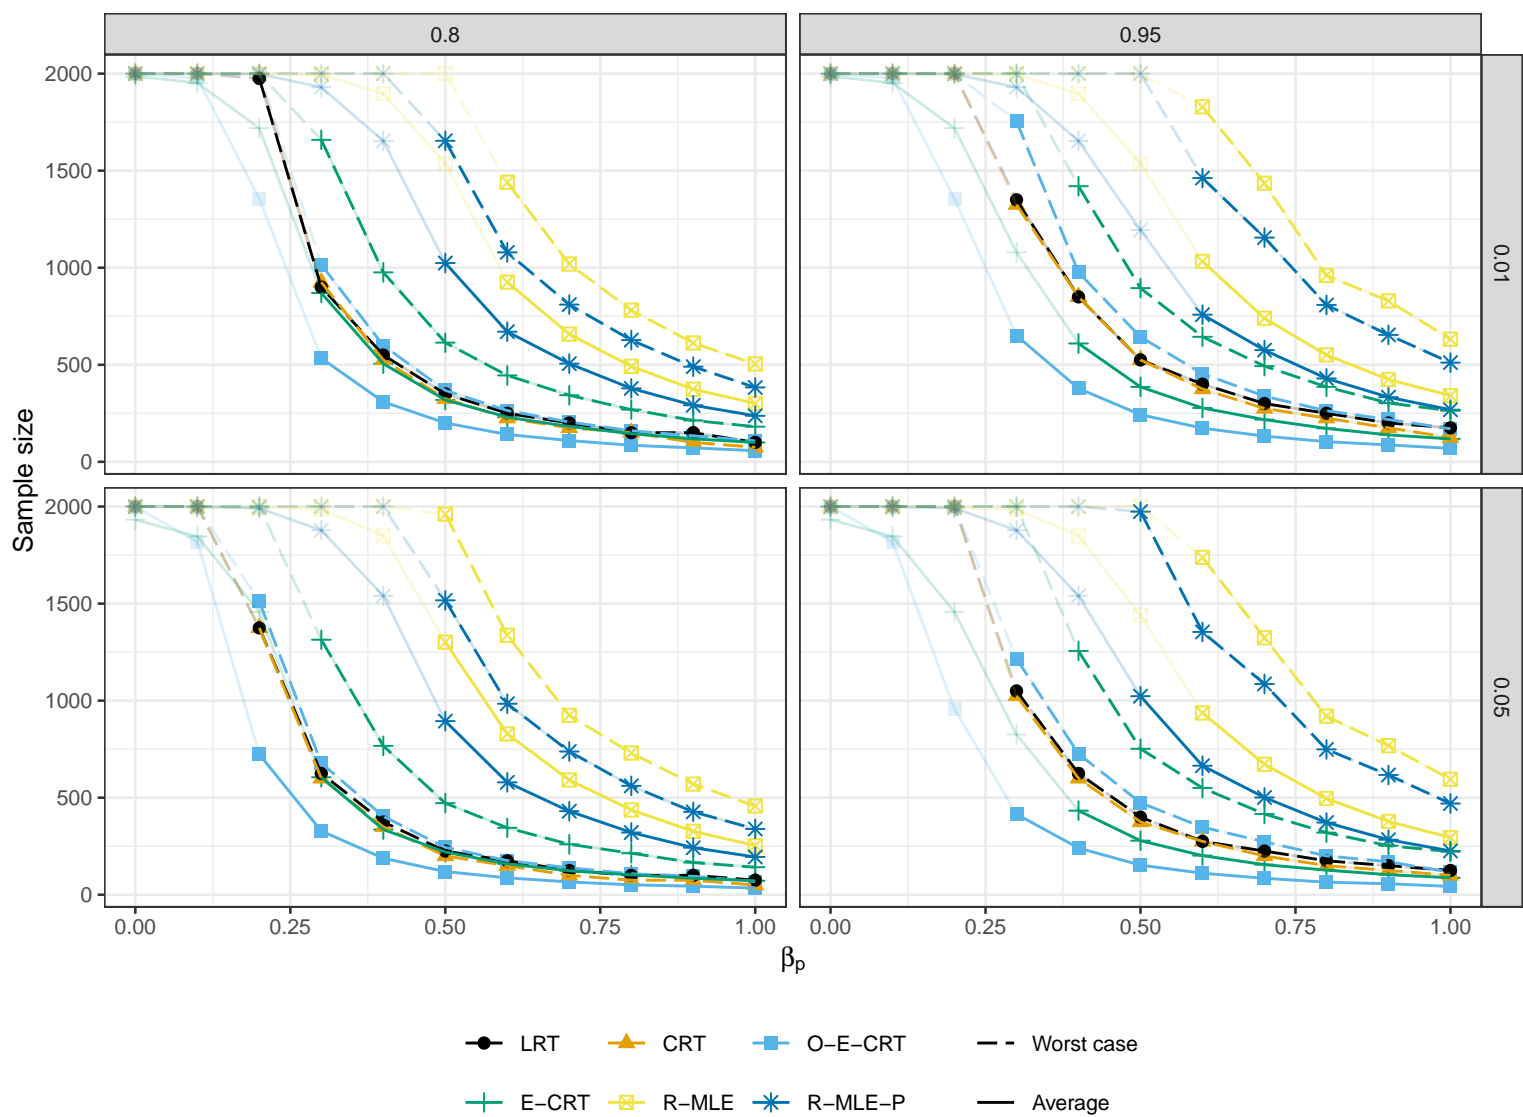 0.8 0.95
2000
1500
1000
500
0
0.01
2000
1500
1000
500
0
0.05
Sample size
0.00 0.25 0.50 0.75 1.00 0.00 0.25 0.50 0.75 1.00
βp
LRT CRT O−E−CRT Worst case
E−CRT R−MLE R−MLE−P Average